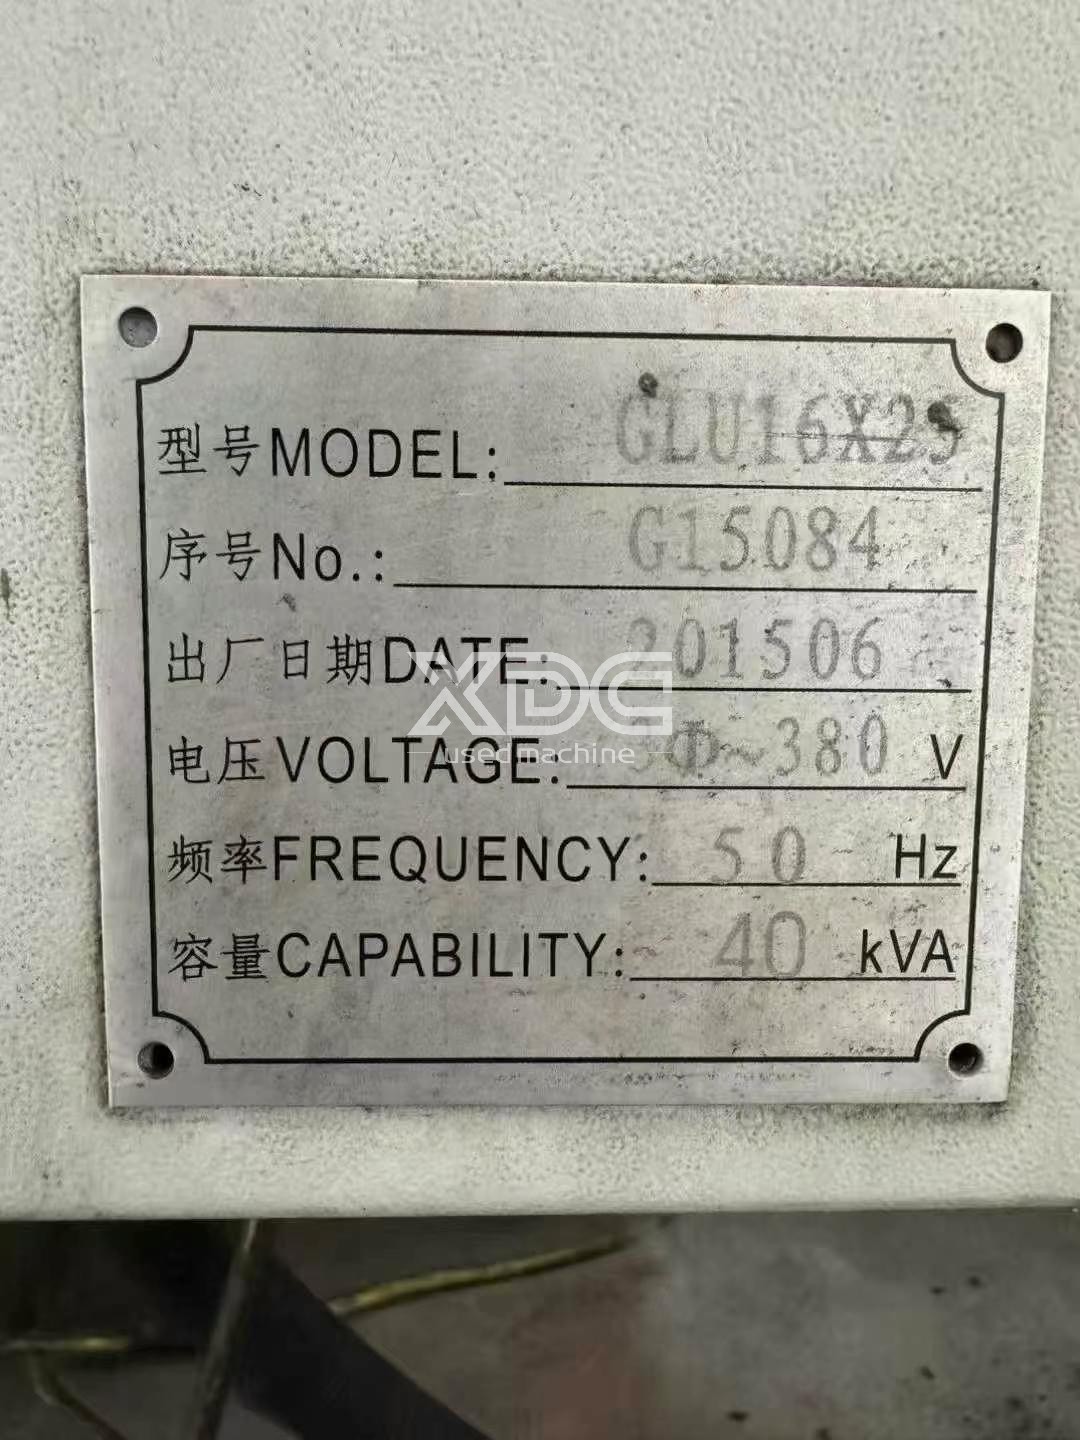 型号MODEL: GLU16X25
序号No.: G15084
出厂日期DATE: 201506
XDC
电压VOLTAGE: 3Φ~380 V
used machine
频率FREQUENCY: 50 Hz
容量CAPABILITY: 40 kVA